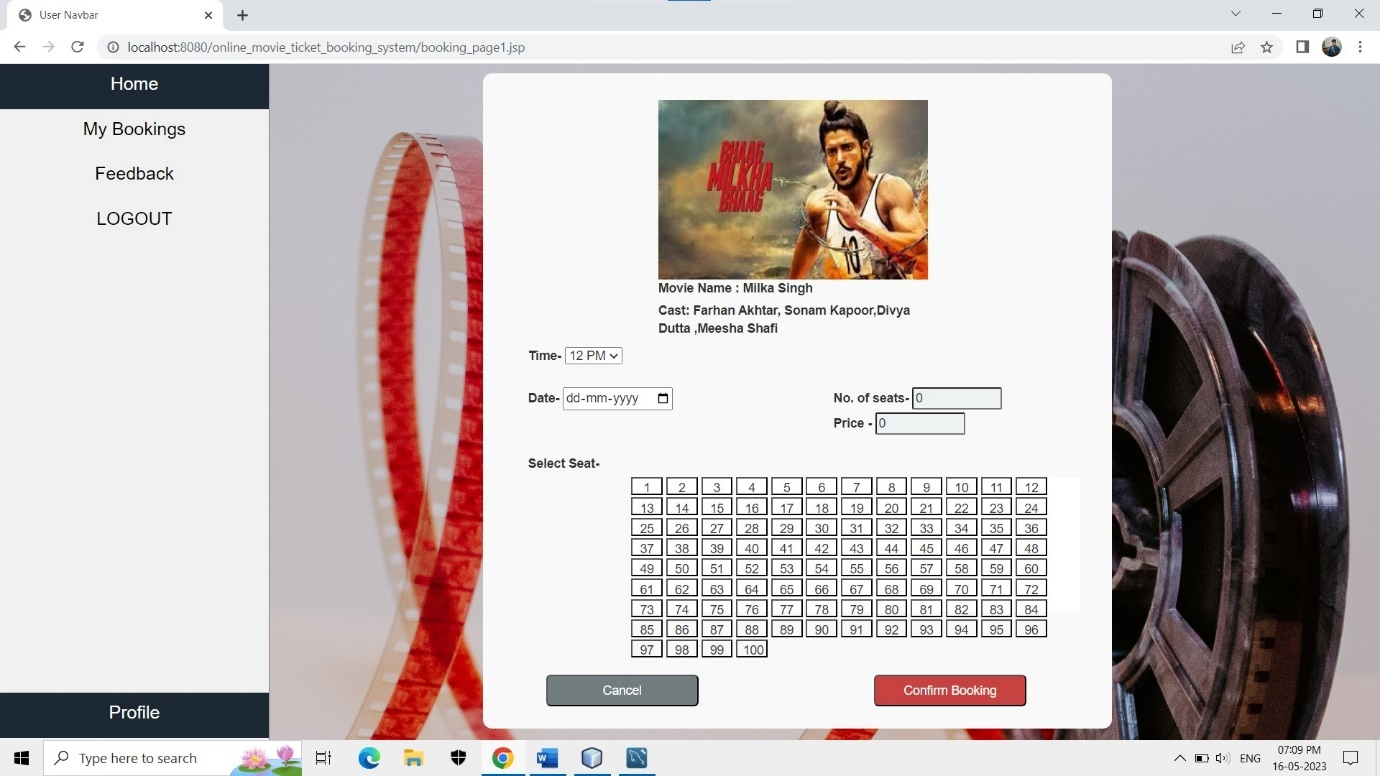 User Navbar
localhost:8080/online_movie_ticket_booking_system/booking_page1.jsp
Home
My Bookings
Feedback
LOGOUT
Profile
BHAAG
MILKHA
BHAAG
10
Movie Name : Milka Singh
Cast: Farhan Akhtar, Sonam Kapoor,Divya
Dutta ,Meesha Shafi
Time- 12 PM
Date- dd-mm-yyyy
No. of seats- 0
Price - 0
Select Seat-
1 2 3 4 5 6 7 8 9 10 11 12
13 14 15 16 17 18 19 20 21 22 23 24
25 26 27 28 29 30 31 32 33 34 35 36
37 38 39 40 41 42 43 44 45 46 47 48
49 50 51 52 53 54 55 56 57 58 59 60
61 62 63 64 65 66 67 68 69 70 71 72
73 74 75 76 77 78 79 80 81 82 83 84
85 86 87 88 89 90 91 92 93 94 95 96
97 98 99 100
Cancel Confirm Booking
Type here to search
ENG
07:09 PM
16-05-2023